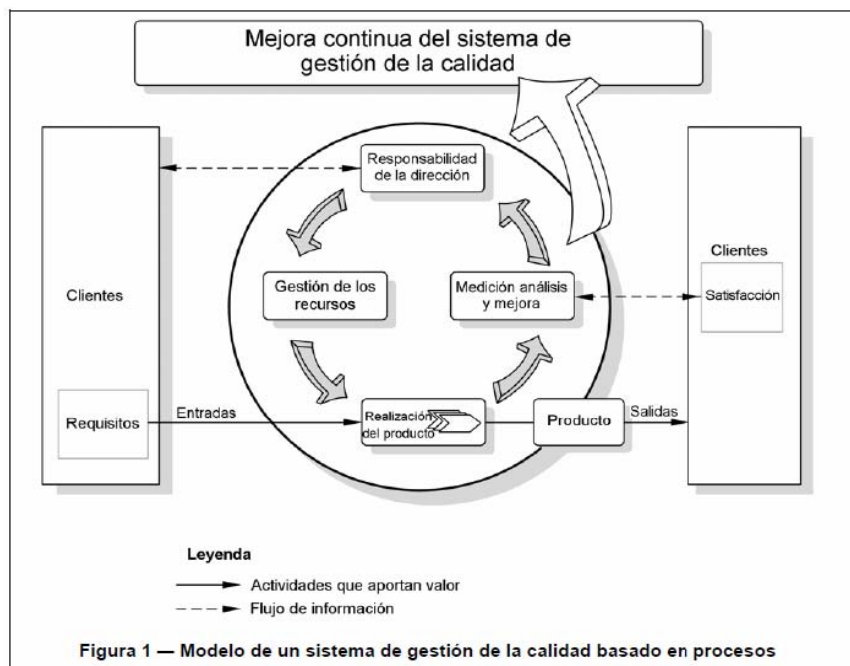 Mejora continua del sistema de
gestión de la calidad
Responsabilidad
de la dirección
Clientes
Gestión de los
recursos
Medición análisis
y mejora
Clientes
Satisfacción
Requisitos
Entradas
Realización
del producto
Producto
Salidas
Leyenda
Actividades que aportan valor
Flujo de información
Figura 1 — Modelo de un sistema de gestión de la calidad basado en procesos